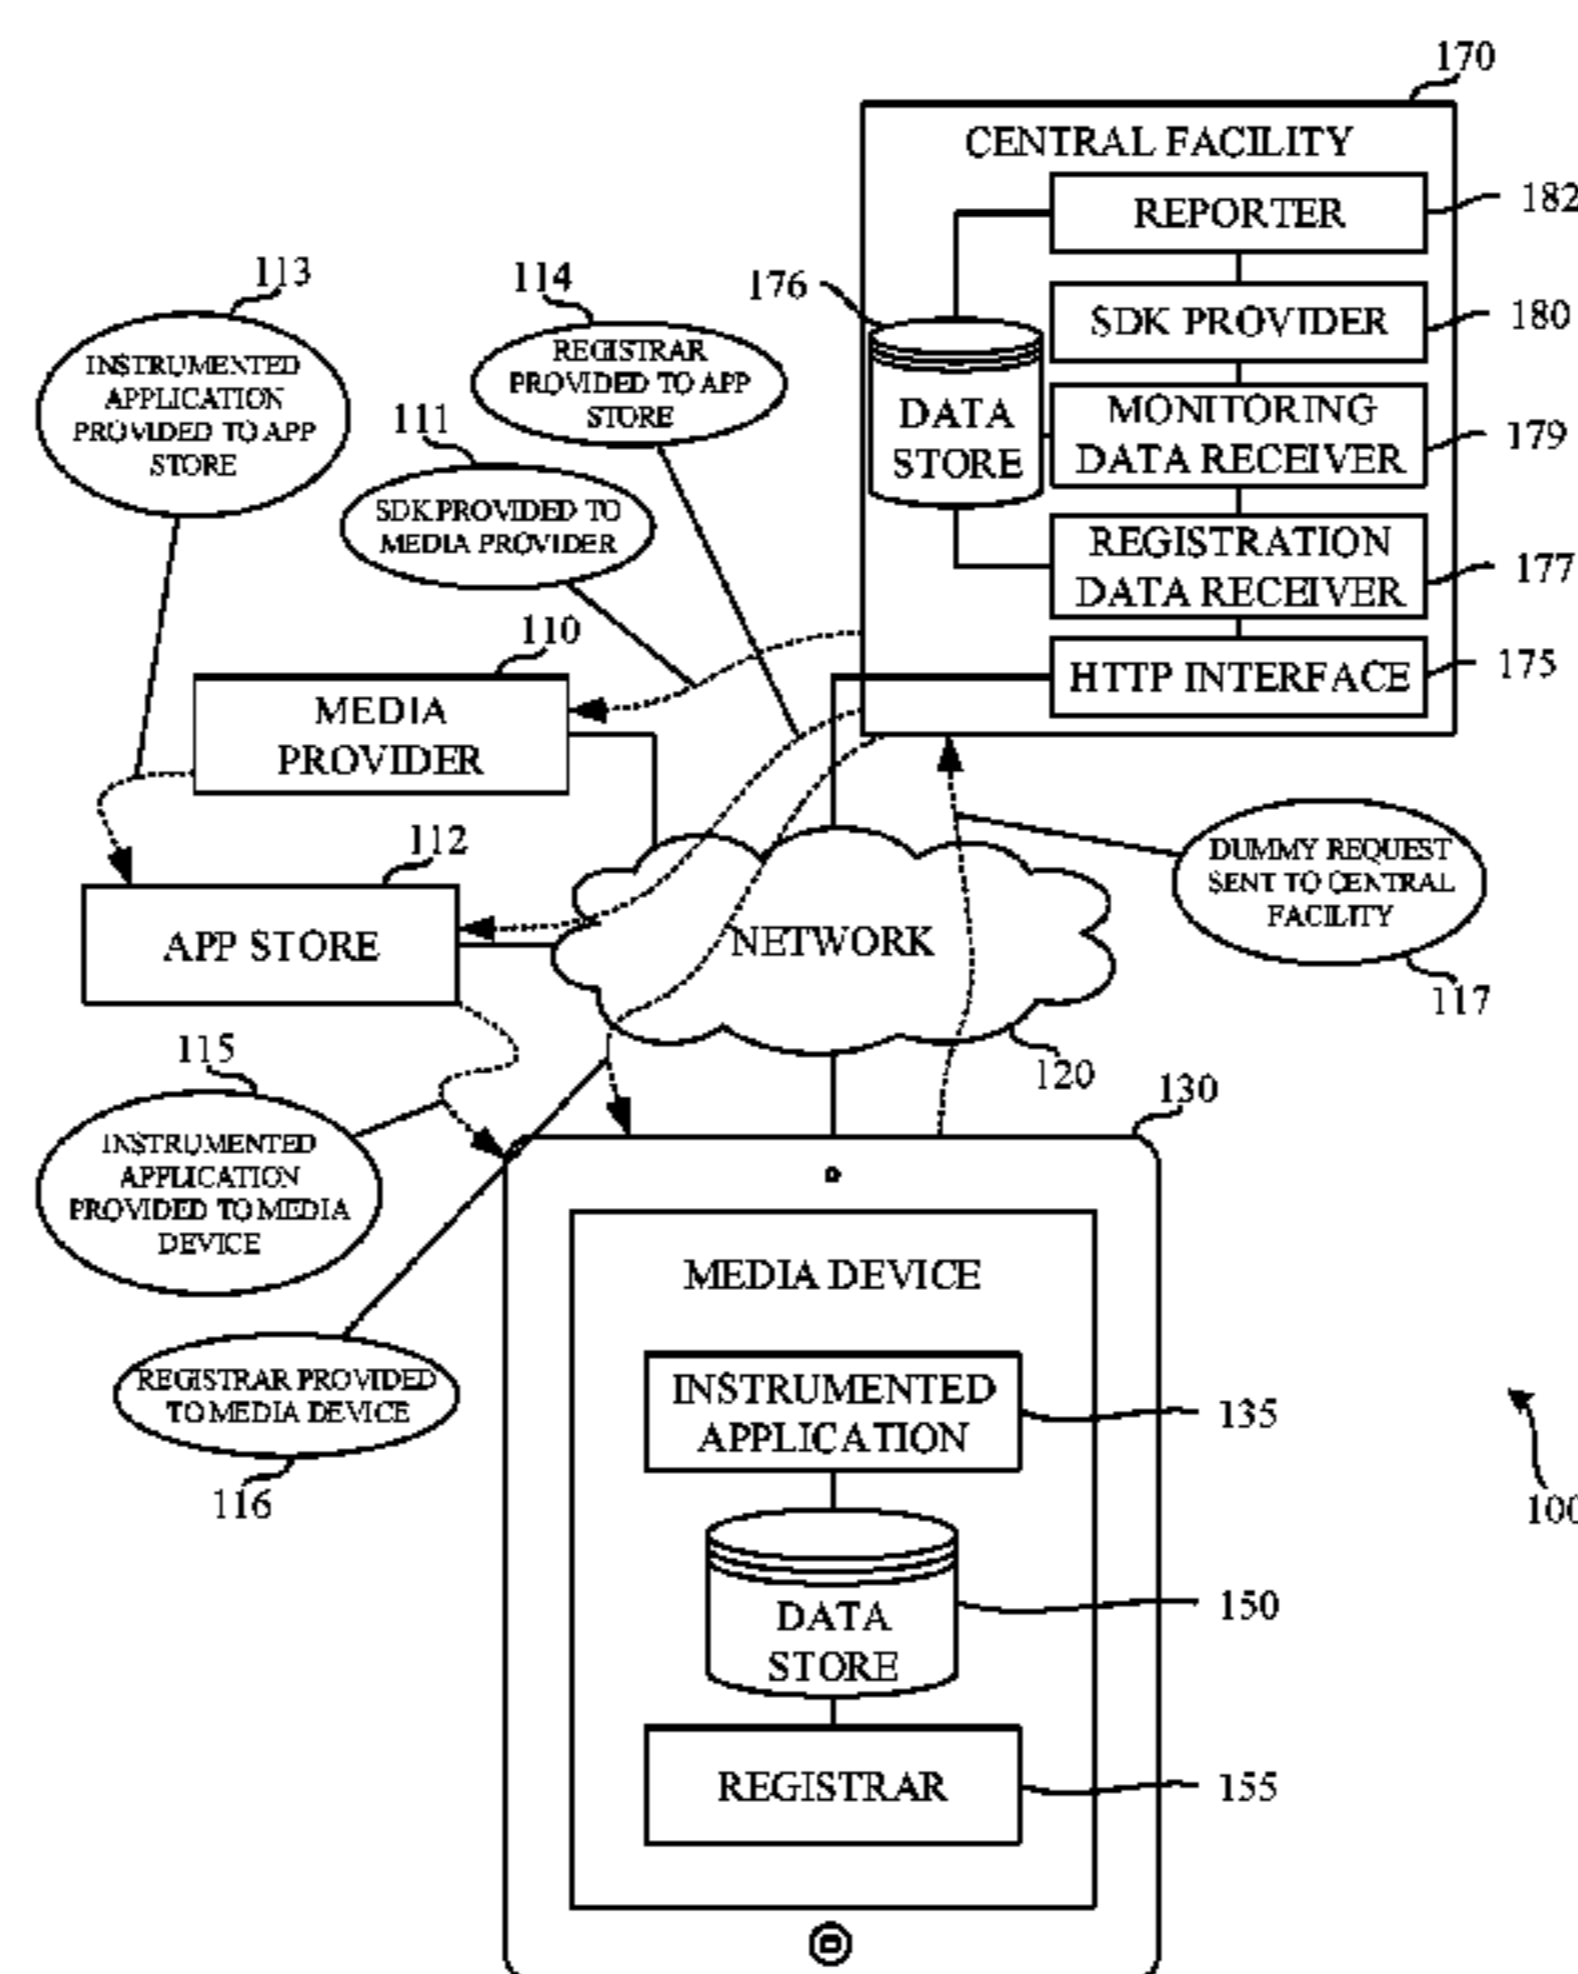 170
CENTRAL FACILITY
REPORTER
182
SDK PROVIDER
180
176
DATA
STORE
MONITORING
DATA RECEIVER
179
REGISTRATION
DATA RECEIVER
177
HTTP INTERFACE
175
113
INSTRUMENTED
APPLICATION
PROVIDED TO APP
STORE
114
REGISTRAR
PROVIDED TO APP
STORE
111
SDK PROVIDED TO
MEDIA PROVIDER
110
MEDIA
PROVIDER
112
APP STORE
NETWORK
120
DUMMY REQUEST
SENT TO CENTRAL
FACILITY
117
115
INSTRUMENTED
APPLICATION
PROVIDED TO MEDIA
DEVICE
REGISTRAR PROVIDED
TO MEDIA DEVICE
116
130
MEDIA DEVICE
INSTRUMENTED
APPLICATION
135
DATA
STORE
150
REGISTRAR
155
100